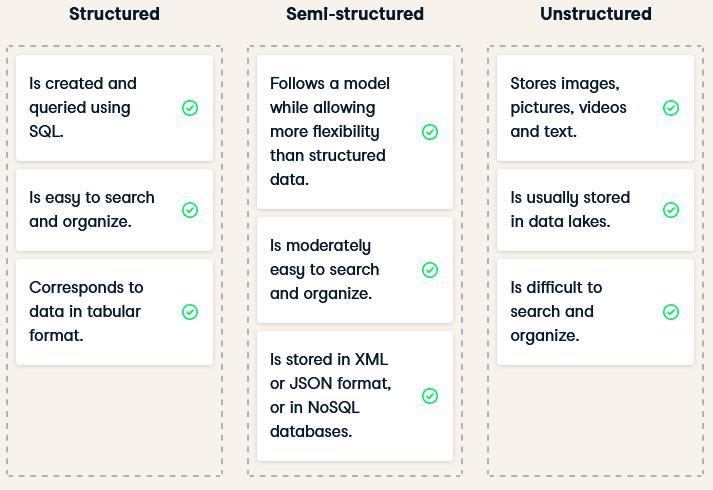 Structured
Is created and
queried using
SQL.
Is easy to search
and organize.
Corresponds to
data in tabular
format.
Semi-structured
Follows a model
while allowing
more flexibility
than structured
data.
Is moderately
easy to search
and organize.
Is stored in XML
or JSON format,
or in NoSQL
databases.
Unstructured
Stores images,
pictures, videos
and text.
Is usually stored
in data lakes.
Is difficult to
search and
organize.